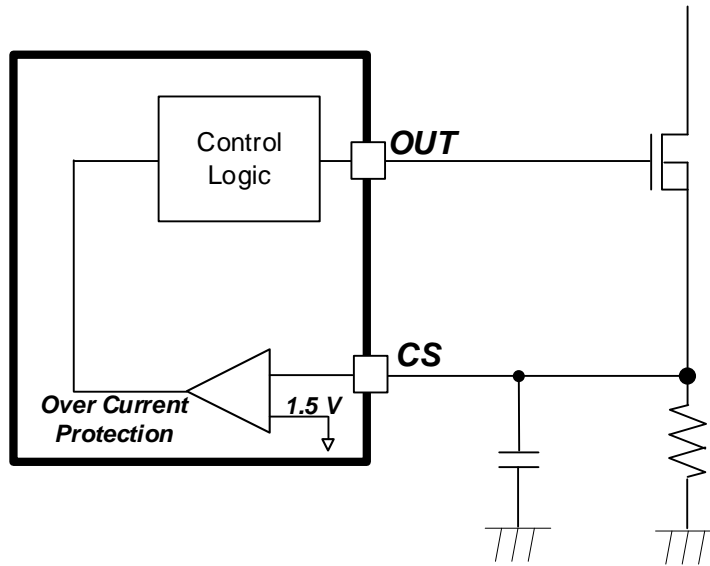 Control
Logic
OUT
CS
1.5 V
Over Current
Protection